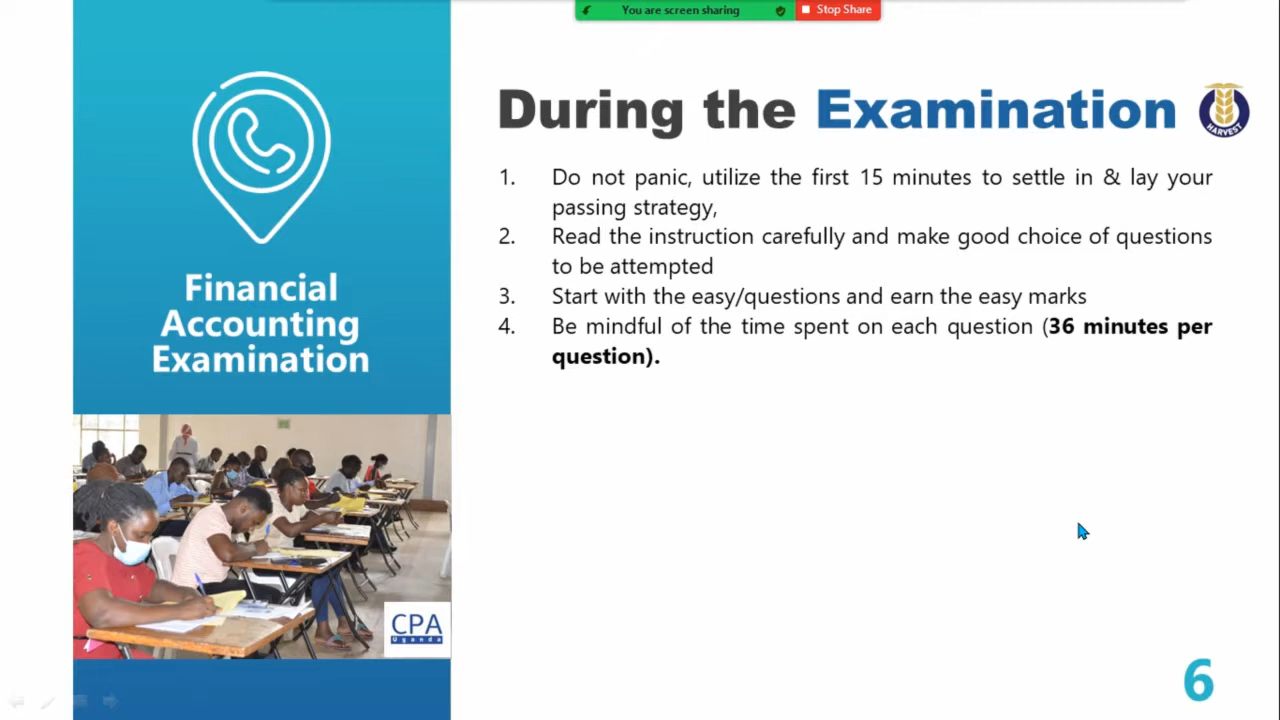 You are screen sharing
Stop Share
During the Examination
HARVEST
1. Do not panic, utilize the first 15 minutes to settle in & lay your
passing strategy,
2. Read the instruction carefully and make good choice of questions
to be attempted
3. Start with the easy/questions and earn the easy marks
4. Be mindful of the time spent on each question (36 minutes per
question).
Financial
Accounting
Examination
CPA
Uganda
6